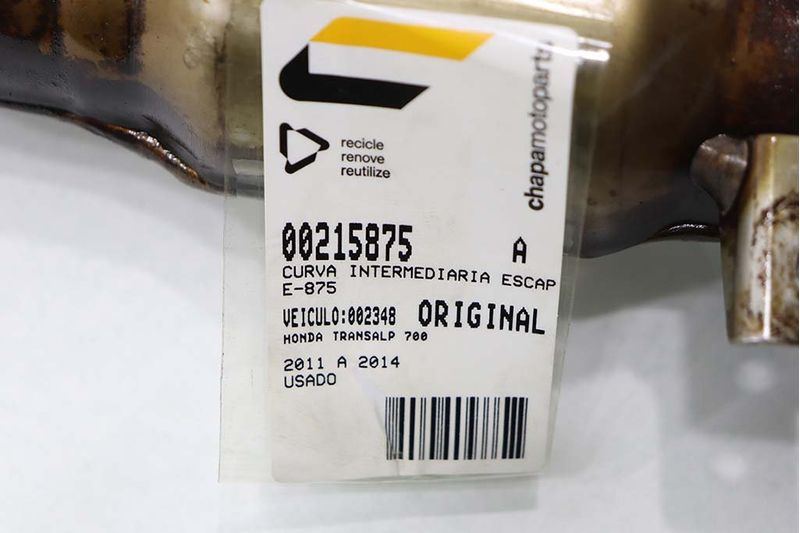 recicle
renove
reutilize
chapamotoparts
00215875 A
CURVA INTERMEDIARIA ESCAP
E-875
VEICULO:002348 ORIGINAL
HONDA TRANSALP 700
2011 A 2014
USADO